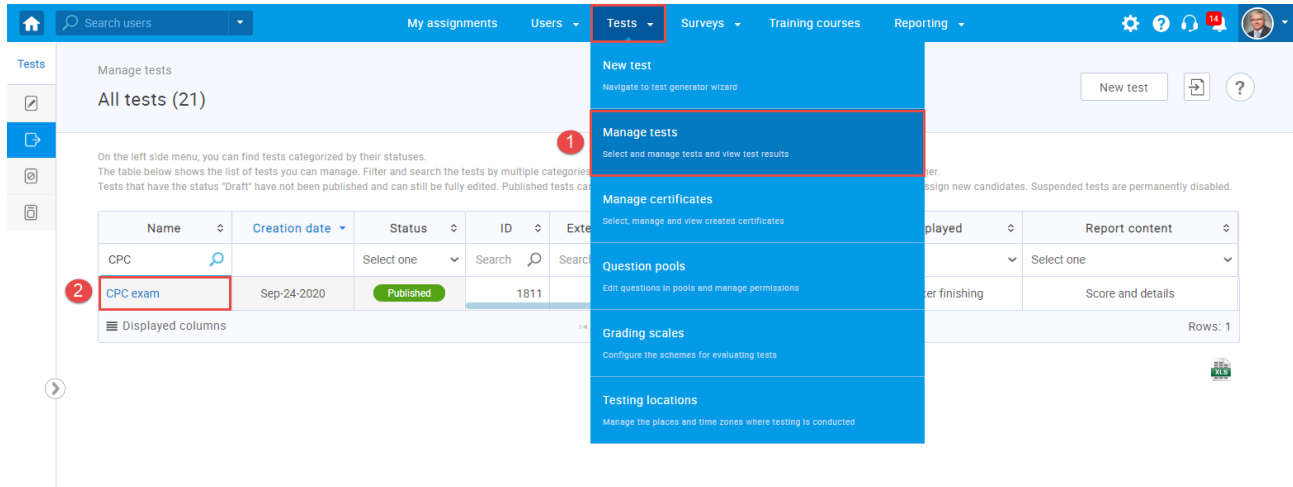 Search users
My assignments
Users
Tests
Surveys
Training courses
Reporting
14
Tests
Manage tests
All tests (21)
New test
?
New test
Navigate to test generator wizard
1
Manage tests
Select and manage tests and view test results
Manage certificates
Select, manage and view created certificates
Question pools
Edit questions in pools and manage permissions
Grading scales
Configure the schemes for evaluating tests
Testing locations
Manage the places and time zones where testing is conducted
On the left side menu, you can find tests categorized by their statuses.
The table below shows the list of tests you can manage. Filter and search the tests by multiple categories
Tests that have the status "Draft" have not been published and can still be fully edited. Published tests assign new candidates. Suspended tests are permanently disabled.
Name Creation date Status ID Report content
CPC Select one Search Select one
2 CPC exam Sep-24-2020 Published 1811 finishing Score and details
Displayed columns Rows: 1
XLS